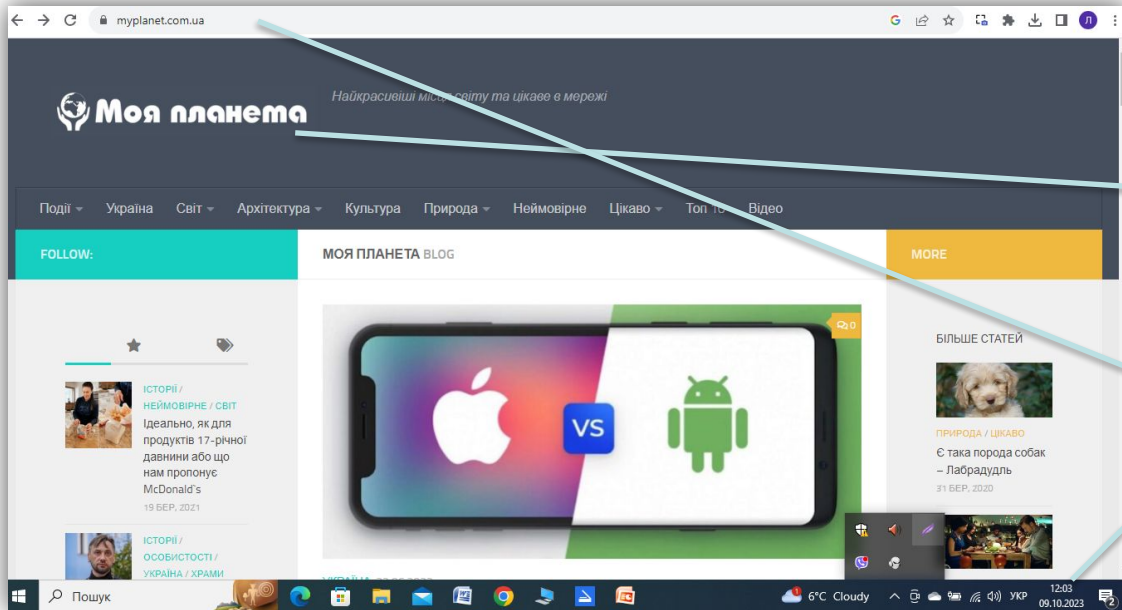 myplanet.com.ua
Л
Моя планета
Найкрасивіші місця світу та цікаве в мережі
Події
Україна
Світ
Архітектура
Культура
Природа
Неймовірне
Цікаво
Топ 10
Відео
FOLLOW:
МОЯ ПЛАНЕТА BLOG
MORE
ІСТОРІЇ /
НЕЙМОВІРНЕ / СВІТ
Ідеально, як для
продуктів 17-річної
давнини або що
нам пропонує
McDonald`s
19 БЕР, 2021
ІСТОРІЇ /
ОСОБИСТОСТІ /
УКРАЇНА / ХРАМИ
0
VS
БІЛЬШЕ СТАТЕЙ
ПРИРОДА / ЦІКАВО
Є така порода собак
– Лабрадудль
31 БЕР, 2020
Пошук
6°C Cloudy
УКР
12:03
09.10.2023
2